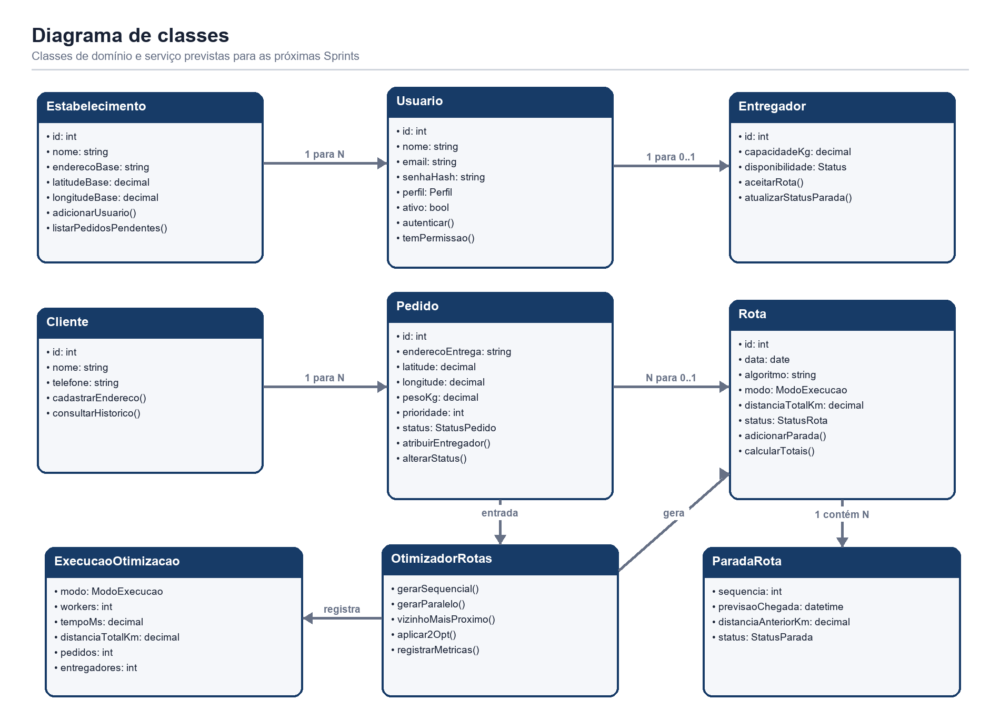 Diagrama de classes
Classes de domínio e serviço previstas para as próximas Sprints
Estabelecimento
• id: int
• nome: string
• enderecoBase: string
• latitudeBase: decimal
• longitudeBase: decimal
• adicionarUsuario()
• listarPedidosPendentes()
1 para N
Usuario
• id: int
• nome: string
• email: string
• senhaHash: string
• perfil: Perfil
• ativo: bool
• autenticar()
• temPermissao()
1 para 0..1
Entregador
• id: int
• capacidadeKg: decimal
• disponibilidade: Status
• aceitarRota()
• atualizarStatusParada()
Cliente
• id: int
• nome: string
• telefone: string
• cadastrarEndereco()
• consultarHistorico()
1 para N
Pedido
• id: int
• enderecoEntrega: string
• latitude: decimal
• longitude: decimal
• pesoKg: decimal
• prioridade: int
• status: StatusPedido
• atribuirEntregador()
• alterarStatus()
N para 0..1
Rota
• id: int
• data: date
• algoritmo: string
• modo: ModoExecucao
• distanciaTotalKm: decimal
• status: StatusRota
• adicionarParada()
• calcularTotais()
entrada
gera
1 contém N
ExecucaoOtimizacao
• modo: ModoExecucao
• workers: int
• tempoMs: decimal
• distanciaTotalKm: decimal
• pedidos: int
• entregadores: int
registra
OtimizadorRotas
• gerarSequencial()
• gerarParalelo()
• vizinhoMaisProximo()
• aplicar2Opt()
• registrarMetricas()
ParadaRota
• sequencia: int
• previsaoChegada: datetime
• distanciaAnteriorKm: decimal
• status: StatusParada